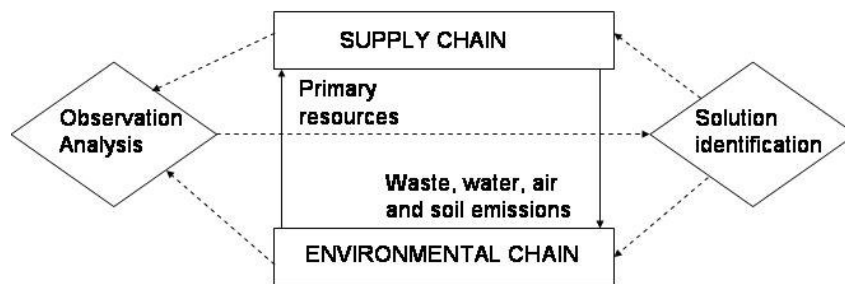 SUPPLY CHAIN
Primary
resources
Observation
Analysis
Solution
identification
Waste, water, air
and soil emissions
ENVIRONMENTAL CHAIN